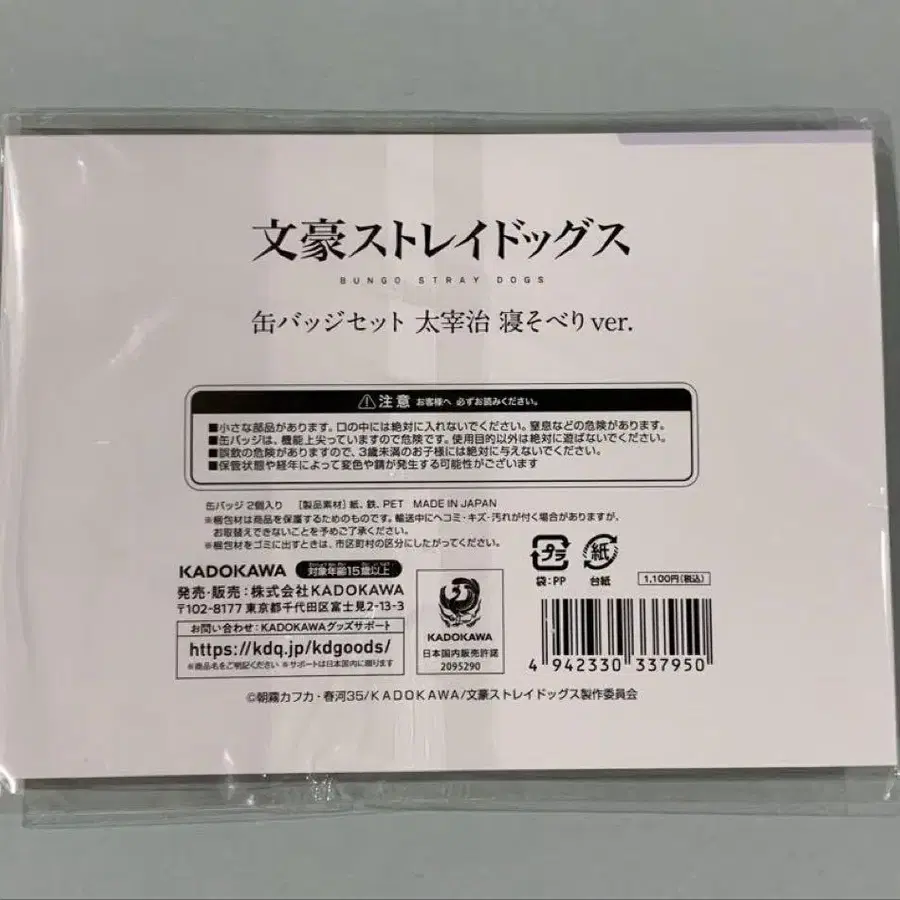 文豪ストレイドッグス
BUNGO STRAY DOGS
缶バッジセット 太宰治 寝そべりver.
⚠注意 お客様へ 必ずお読みください。
■小さな部品があります。口の中には絶対に入れないでください。窒息などの危険があります。
■缶バッジは、機能上尖っていますので危険です。使用目的以外は絶対に遊ばないでください。
■誤飲の危険がありますので、3歳未満のお子様には絶対に与えないでください。
■保管状態や経年によって変色や錆が発生する可能性がございます
缶バッジ 2個入り [製品素材] 紙、鉄、PET MADE IN JAPAN
※梱包材は商品を保護するためのものです。輸送中にヘコミ・キズ・汚れが付く場合がありますが、
お取替えできないことを予めご了承ください。
※梱包材をゴミに出すときは、市区町村の区分にしたがってください。
KADOKAWA 対象年齢15歳以上
発売・販売:株式会社KADOKAWA
〒102-8177 東京都千代田区富士見2-13-3
お問い合わせ:KADOKAWAグッズサポート
https://kdq.jp/kdgoods/
※商品名をご明記ください ※サポートは日本国内に限ります
KADOKAWA
日本国内販売許諾
2095290
プラ
袋:PP
紙
台紙
1,100円(税込)
4 942330 337950
©朝霧カフカ・春河35/KADOKAWA/文豪ストレイドッグス製作委員会